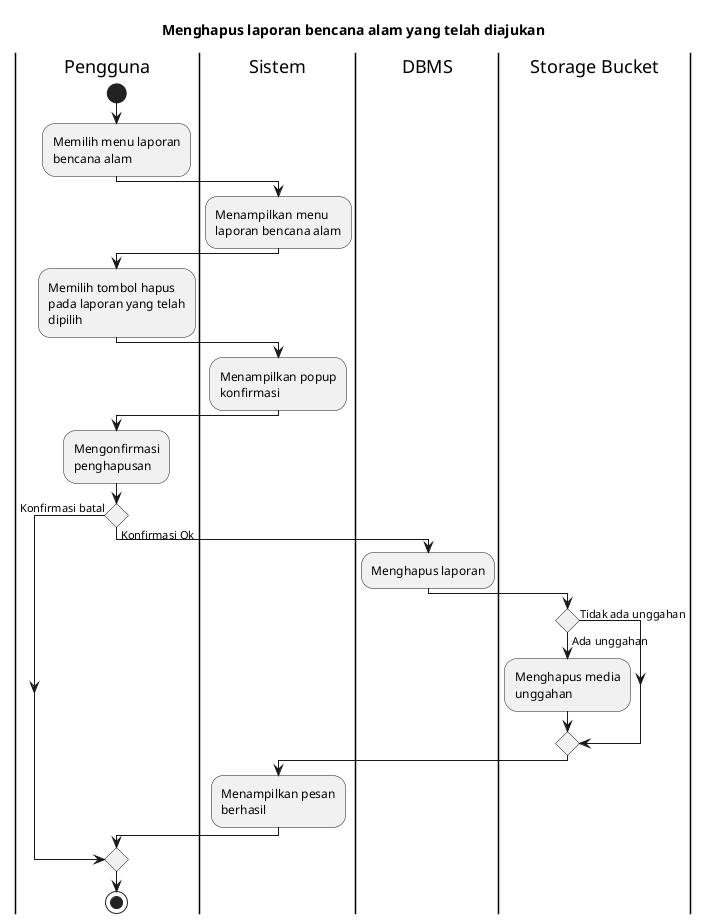 Menghapus laporan bencana alam yang telah diajukan
Pengguna
Sistem
DBMS
Storage Bucket
Memilih menu laporan
bencana alam
Menampilkan menu
laporan bencana alam
Memilih tombol hapus
pada laporan yang telah
dipilih
Menampilkan popup
konfirmasi
Mengonfirmasi
penghapusan
Konfirmasi batal
Konfirmasi Ok
Menghapus laporan
Tidak ada unggahan
Ada unggahan
Menghapus media
unggahan
Menampilkan pesan
berhasil